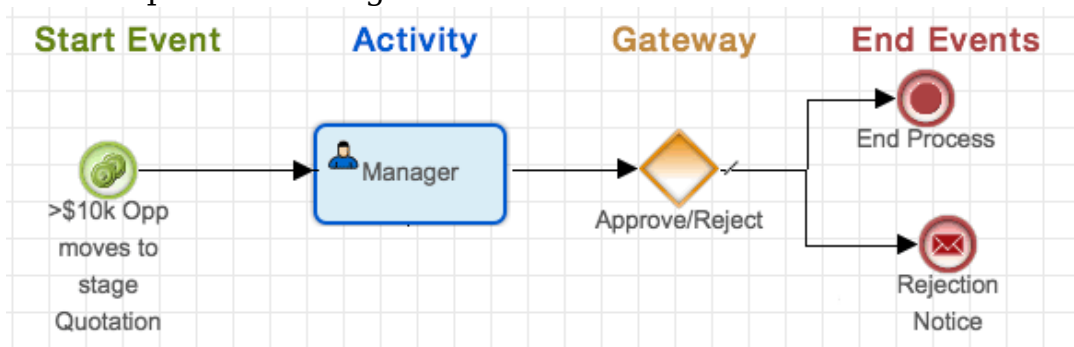 Start Event
Activity
Gateway
End Events
>$10k Opp
moves to
stage
Quotation
Manager
Approve/Reject
End Process
Rejection
Notice